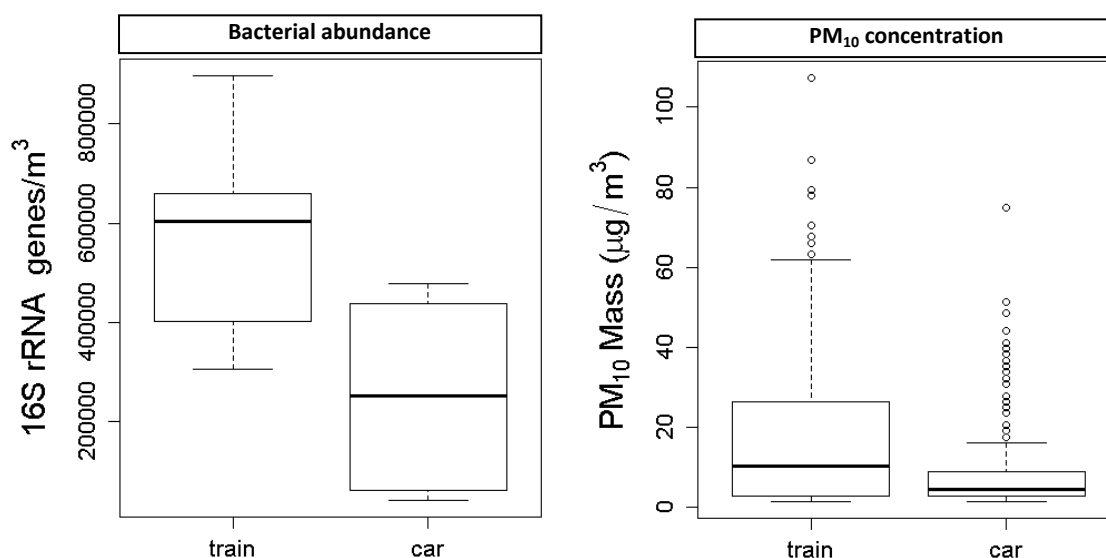 Bacterial abundance
16S rRNA genes/m³
800000
600000
400000
200000
train car
PM₁₀ concentration
PM₁₀ Mass (µg / m³)
100
80
60
40
20
0
train car